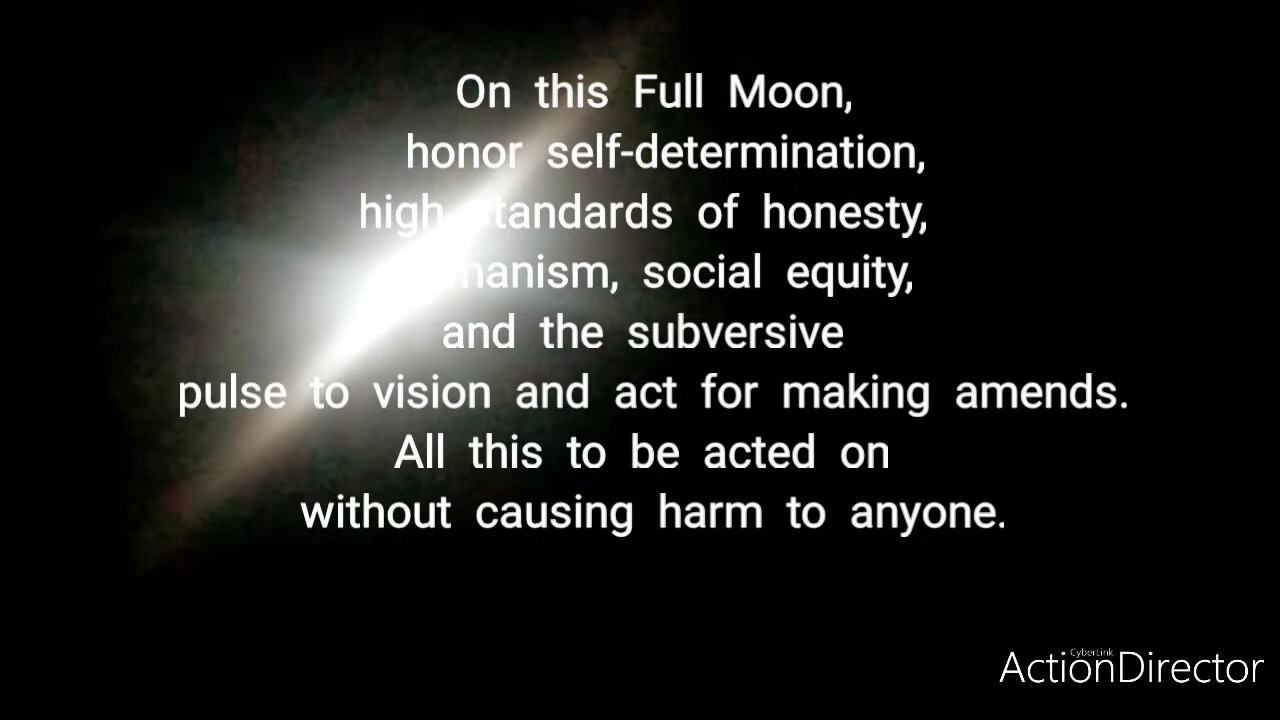 On this Full Moon,
honor self-determination,
high standards of honesty,
humanism, social equity,
and the subversive
pulse to vision and act for making amends.
All this to be acted on
without causing harm to anyone.
CyberLink
ActionDirector